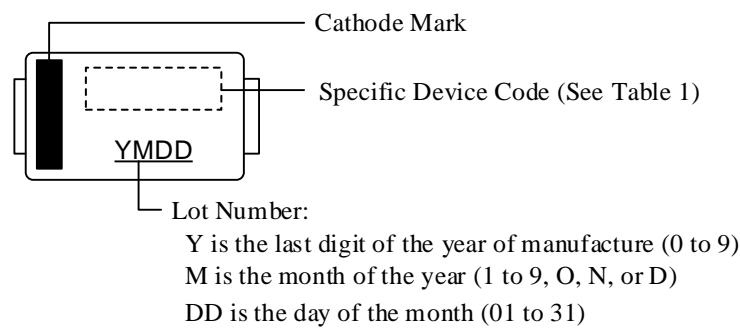 Cathode Mark
Specific Device Code (See Table 1)
YMDD
Lot Number:
Y is the last digit of the year of manufacture (0 to 9)
M is the month of the year (1 to 9, O, N, or D)
DD is the day of the month (01 to 31)